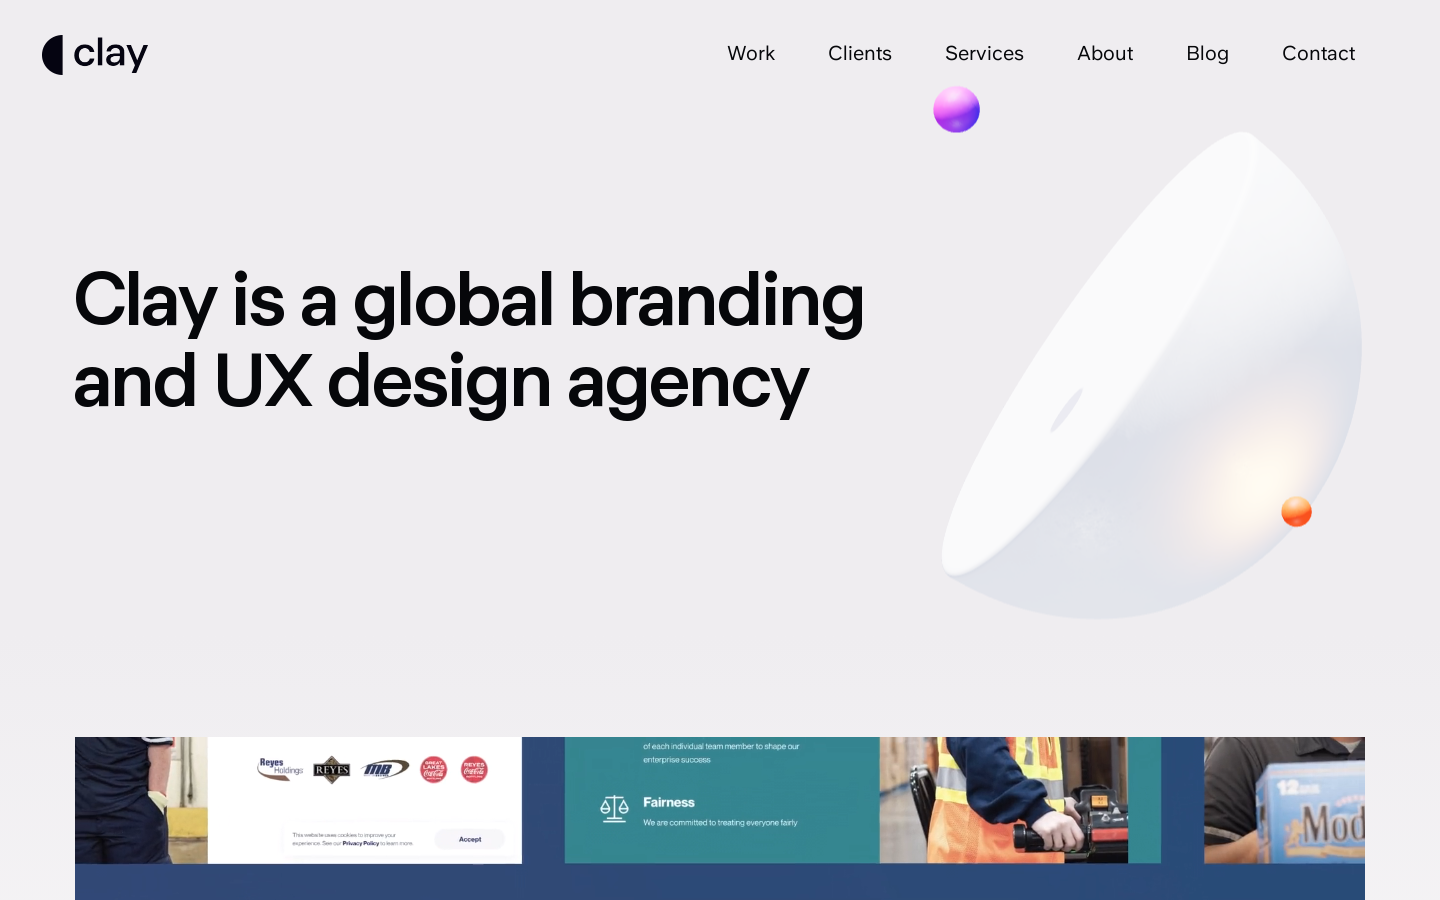 clay
Work
Clients
Services
About
Blog
Contact
Clay is a global branding
and UX design agency
Reyes
Holdings
REYES
MB
GREAT LAKES
Coca-Cola
REYES
Coca-Cola
This website uses cookies to improve your
experience. See our Privacy Policy to learn more.
Accept
of each individual team member to shape our
enterprise success
Fairness
We are committed to treating everyone fairly
12
Mod